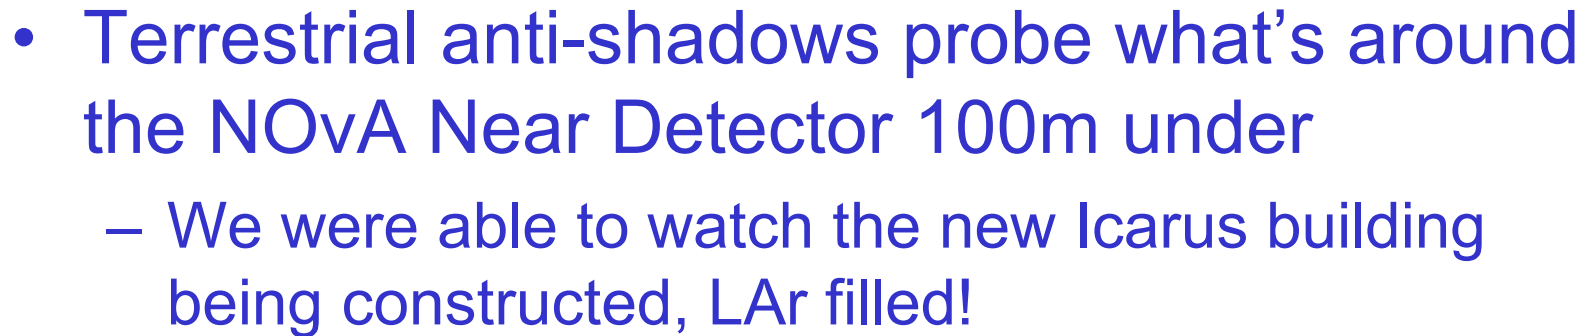 • Terrestrial anti-shadows probe what’s around
the NOvA Near Detector 100m under
– We were able to watch the new Icarus building
being constructed, LAr filled!